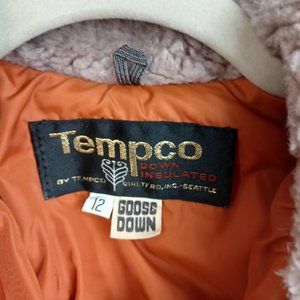 Tempco
DOWN
INSULATED
BY TEMPCO QUILTERS, INC.-SEATTLE
12
GOOSE
DOWN